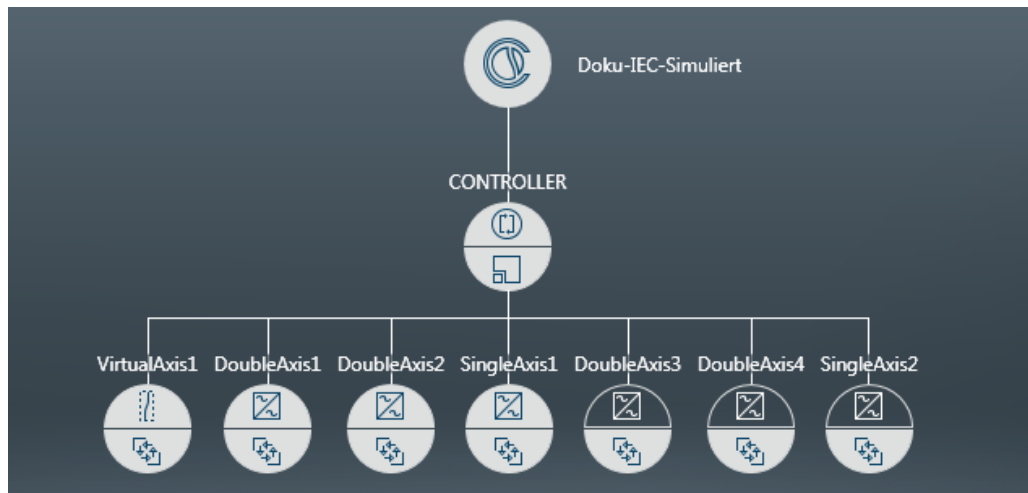 Doku-IEC-Simuliert
CONTROLLER
VirtualAxis1 DoubleAxis1 DoubleAxis2 SingleAxis1 DoubleAxis3 DoubleAxis4 SingleAxis2